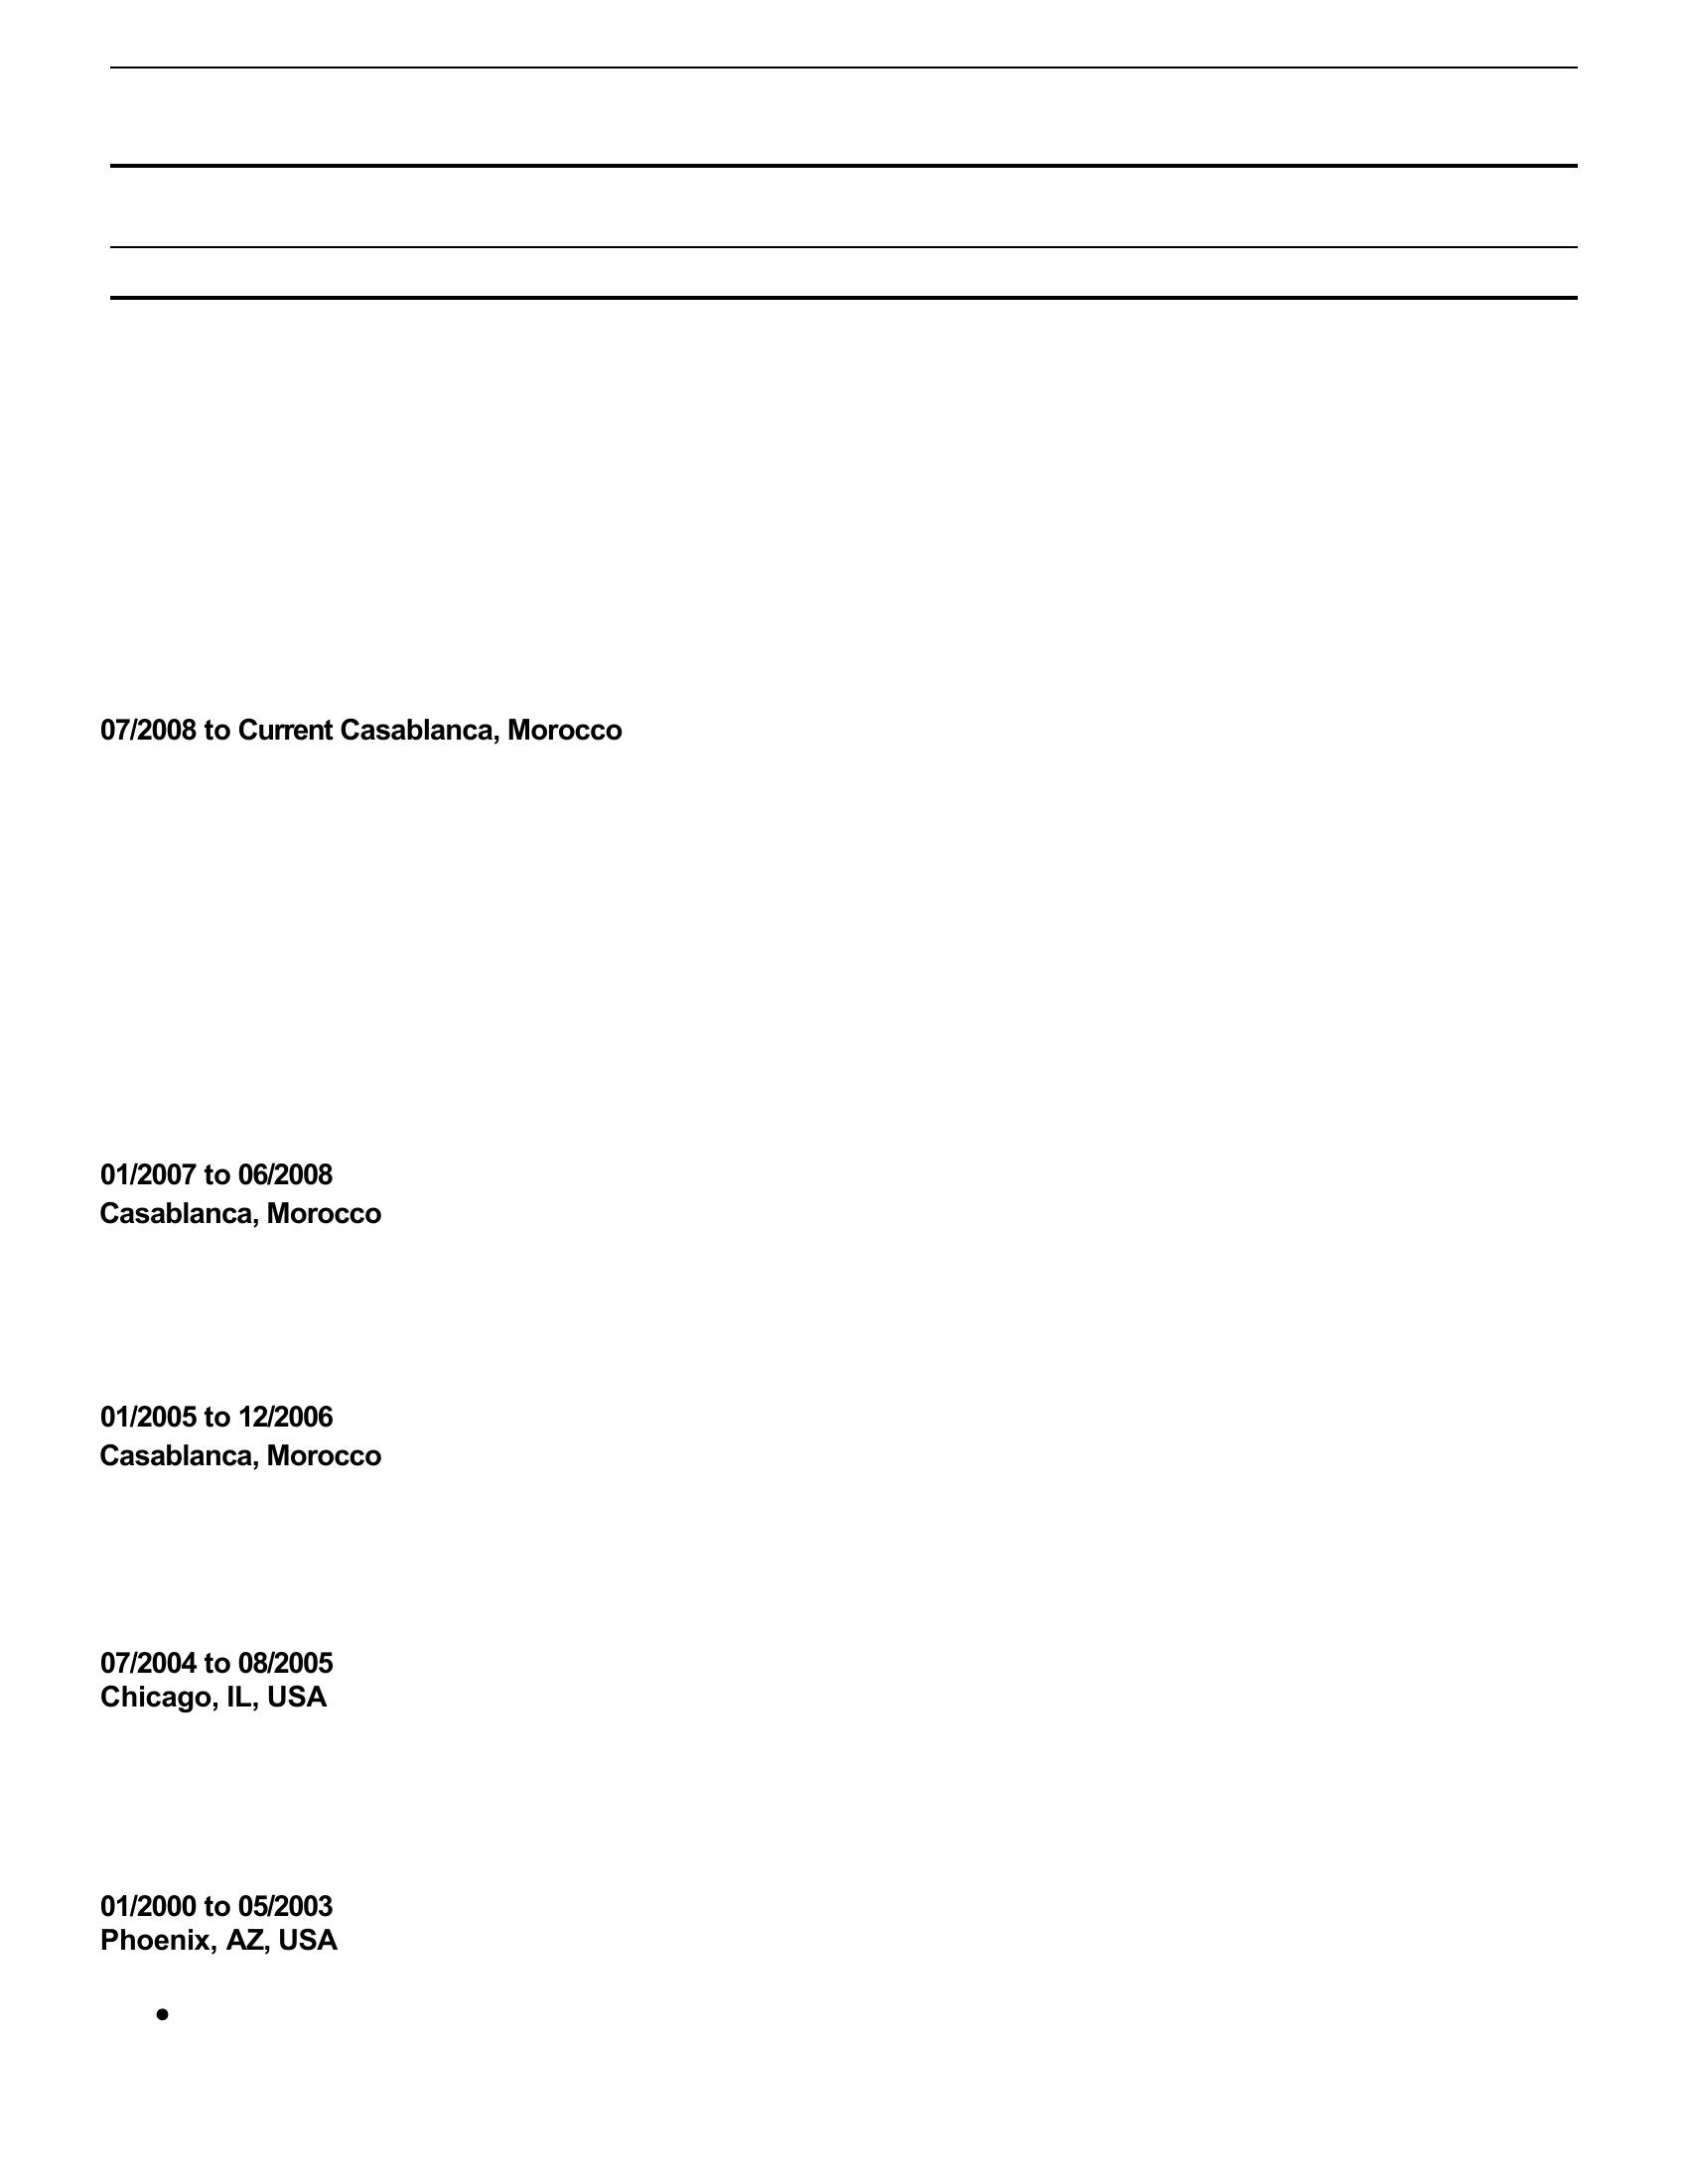 07/2008 to Current Casablanca, Morocco
01/2007 to 06/2008
Casablanca, Morocco
01/2005 to 12/2006
Casablanca, Morocco
07/2004 to 08/2005
Chicago, IL, USA
01/2000 to 05/2003
Phoenix, AZ, USA
•